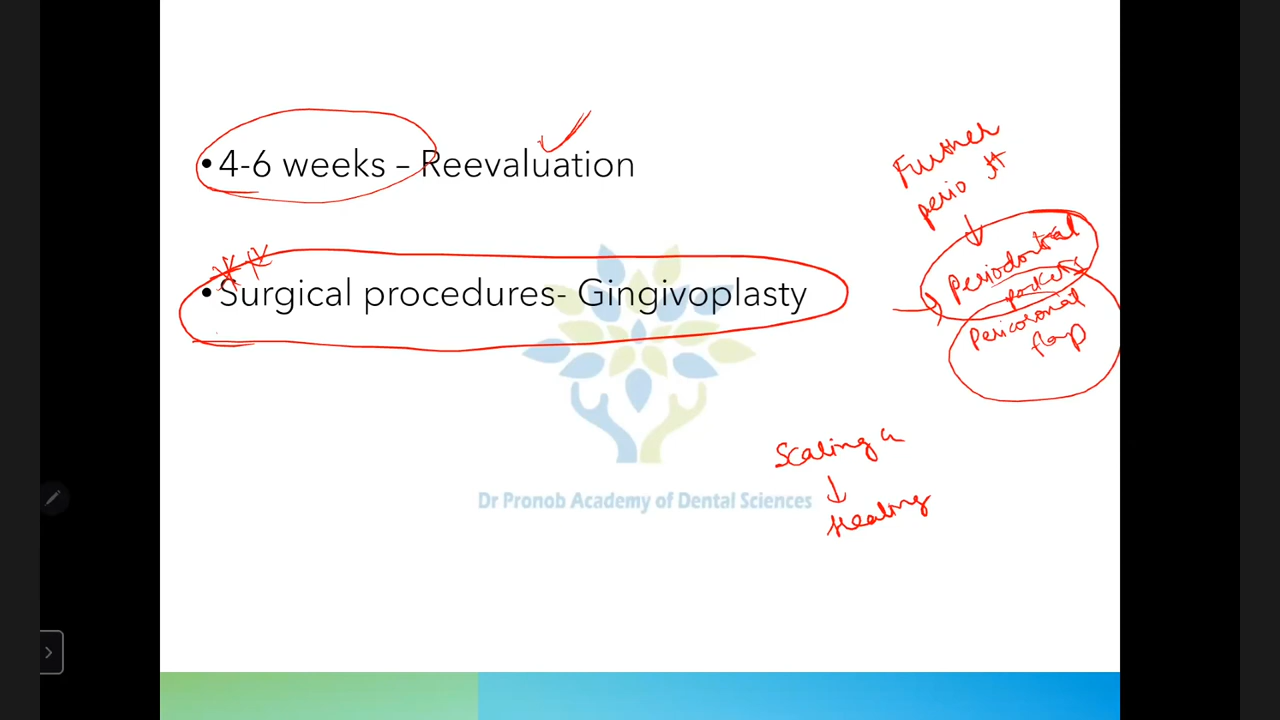 • 4-6 weeks – Reevaluation
• Surgical procedures- Gingivoplasty
Further
perio tt
Periodontal
pockets
Pericoronal
flap
Scaling
Healing
Dr Pronob Academy of Dental Sciences